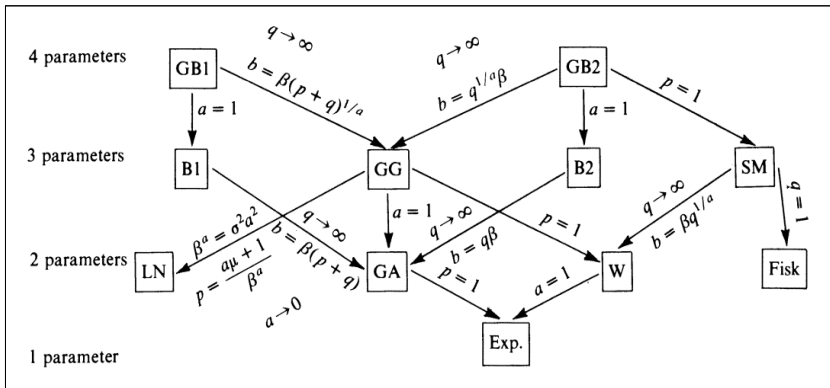 4 parameters
GB1
q → ∞
b = β(p + q)^{1/a}
q → ∞
b = q^{1/a}β
GB2
p = 1
a = 1
a = 1
3 parameters
B1
GG
B2
SM
β^a = σ²a²
p = \frac{aμ + 1}{β^a}
a → 0
q → ∞
b = β(p + q)
a = 1
q → ∞
b = qβ
p = 1
q → ∞
b = βq^{1/a}
q = 1
2 parameters
LN
GA
W
Fisk
p = 1
a = 1
1 parameter
Exp.